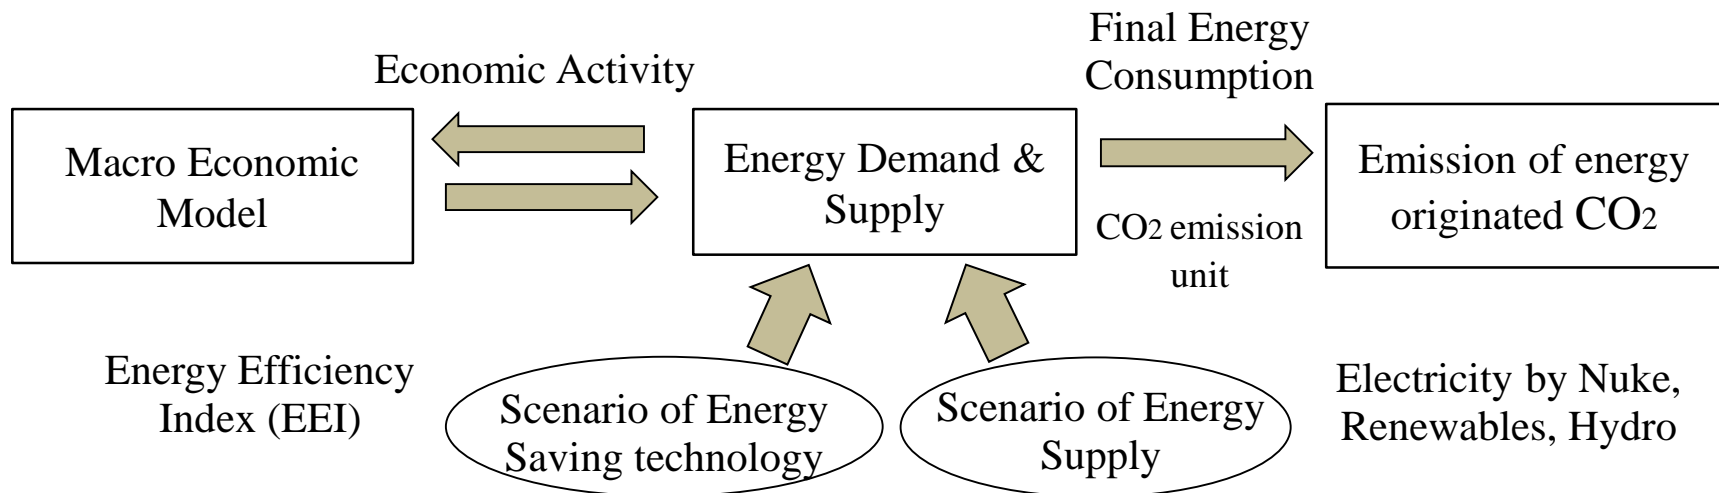 Economic Activity
Final Energy
Consumption
Macro Economic
Model
Energy Demand &
Supply
CO2 emission
unit
Emission of energy
originated CO2
Energy Efficiency
Index (EEI)
Scenario of Energy
Saving technology
Scenario of Energy
Supply
Electricity by Nuke,
Renewables, Hydro